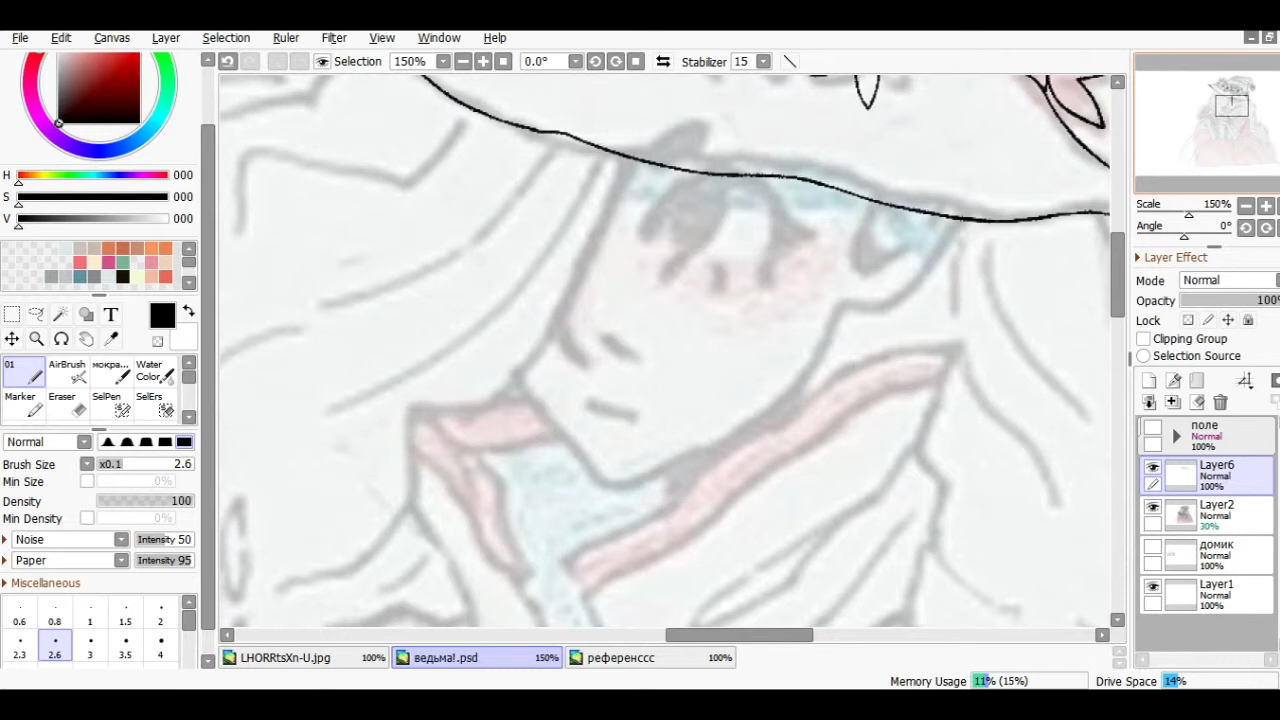 File Edit Canvas Layer Selection Ruler Filter View Window Help
Selection 150% 0.0° Stabilizer 15
H 000
S 000
V 000
T
01 AirBrush мокра... Water Color
Marker Eraser SelPen SelErs
Normal
Brush Size x0.1 2.6
Min Size 0%
Density 100
Min Density 0%
Noise Intensity 50
Paper Intensity 95
Miscellaneous
0.6 0.8 1 1.5 2
2.3 2.6 3 3.5 4
LHORRtsXn-U.jpg 100% ведьма!.psd 150% референссс 100%
Memory Usage 11% (15%) Drive Space 14%
Scale 150%
Angle 0°
Layer Effect
Mode Normal
Opacity 100%
Lock
Clipping Group
Selection Source
поле
Normal
100%
Layer6
Normal
100%
Layer2
Normal
30%
домик
Normal
100%
Layer1
Normal
100%